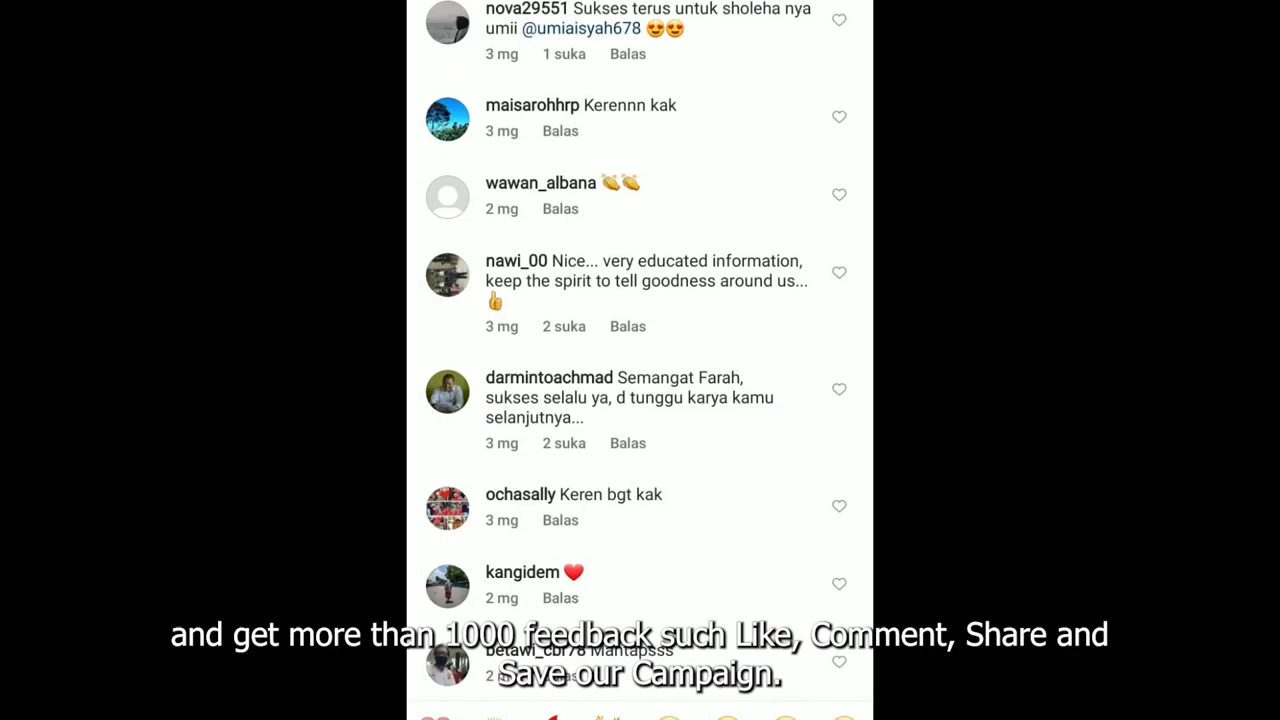 nova29551 Sukses terus untuk sholeha nya
umii @umiaisyah678 😍😍
3 mg 1 suka Balas
maisarohhrp Kerennn kak
3 mg Balas
wawan_albana 👏👏
2 mg Balas
nawi_00 Nice... very educated information,
keep the spirit to tell goodness around us...
👍
3 mg 2 suka Balas
darmintoachmad Semangat Farah,
sukses selalu ya, d tunggu karya kamu
selanjutnya...
3 mg 2 suka Balas
ochasally Keren bgt kak
3 mg Balas
kangidem ❤️
2 mg Balas
and get more than 1000 feedback such Like, Comment, Share and
betawi_cbr78 Mantapsss
Save our Campaign.